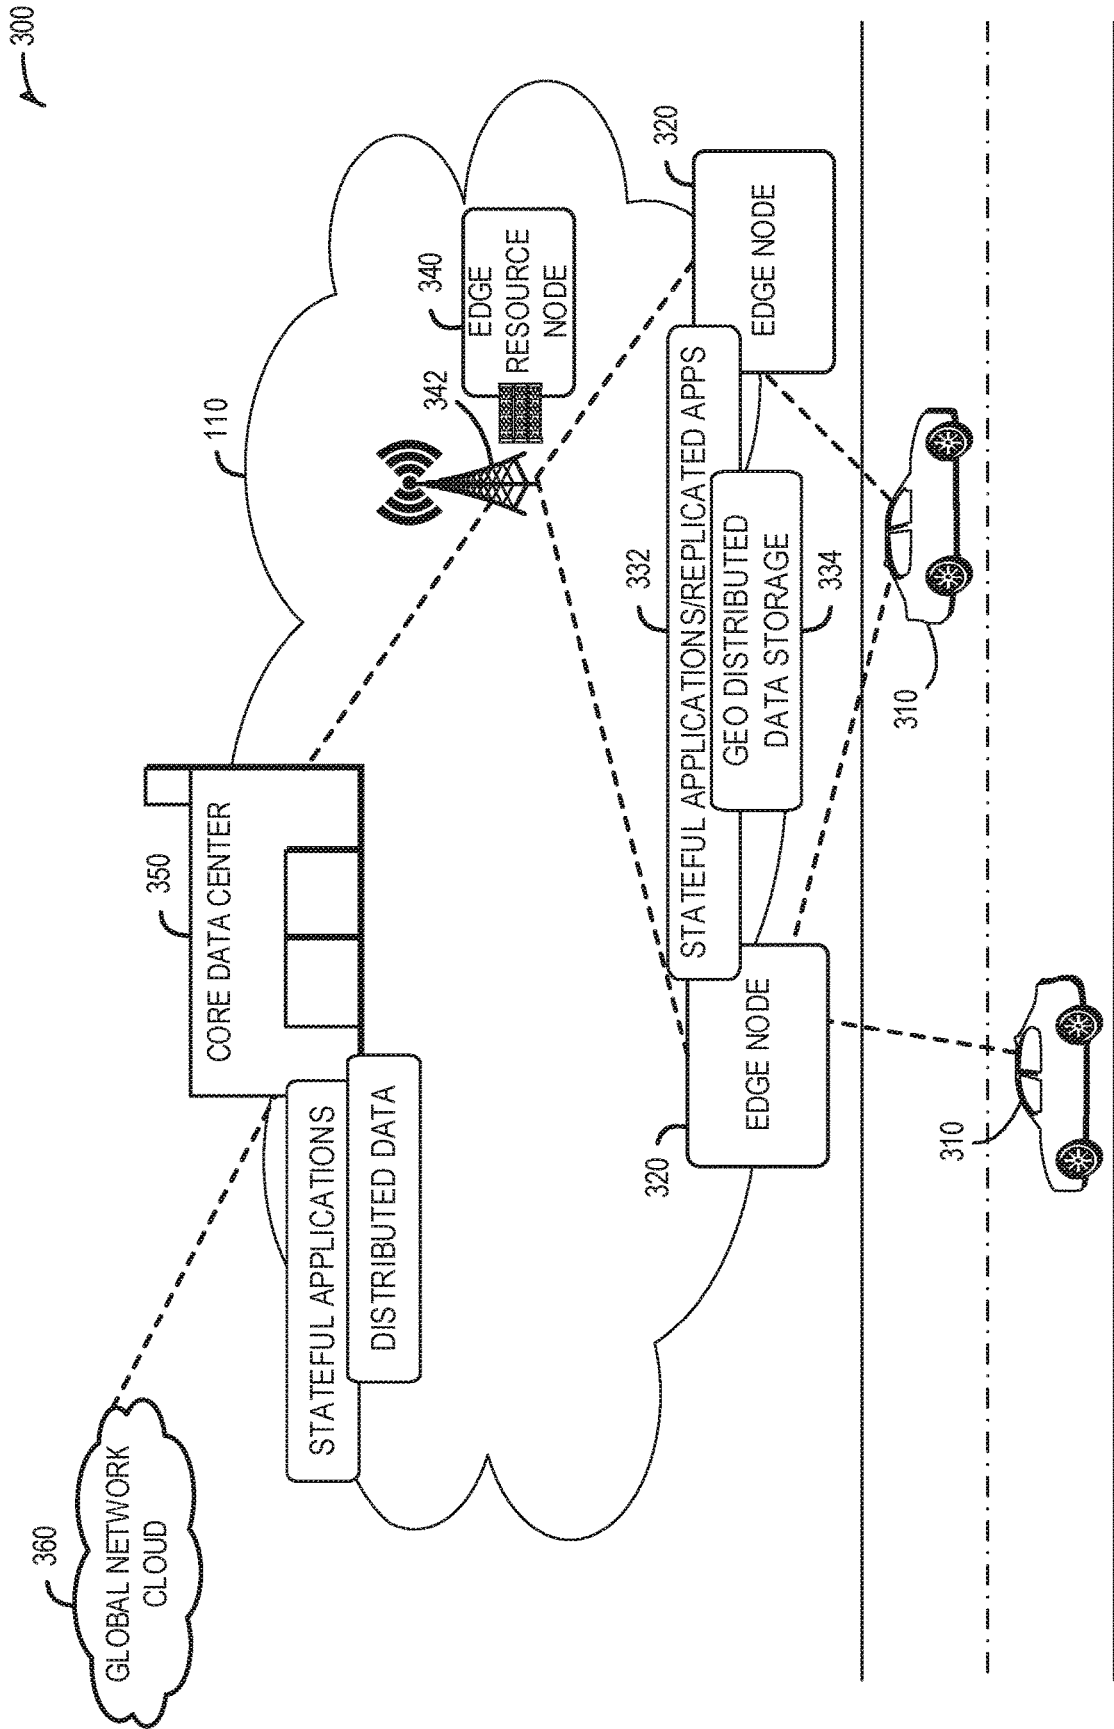 300
360
GLOBAL NETWORK
CLOUD
350
CORE DATA CENTER
STATEFUL APPLICATIONS
DISTRIBUTED DATA
110
342
340
EDGE
RESOURCE
NODE
320
EDGE NODE
332
STATEFUL APPLICATIONS/REPLICATED APPS
GEO DISTRIBUTED
DATA STORAGE
334
320
EDGE NODE
310
310